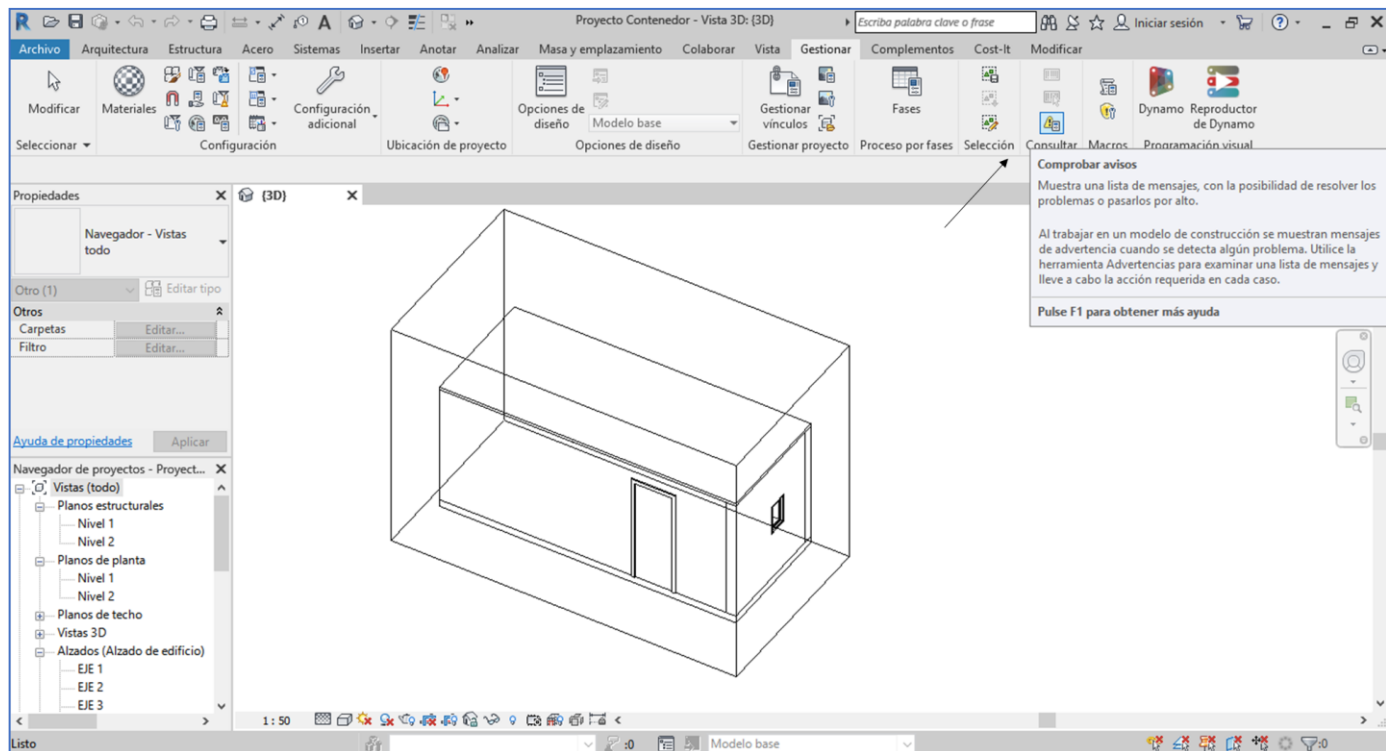 Proyecto Contenedor - Vista 3D: {3D}
Escriba palabra clave o frase
Iniciar sesión
Archivo Arquitectura Estructura Acero Sistemas Insertar Anotar Analizar Masa y emplazamiento Colaborar Vista Gestionar Complementos Cost-It Modificar
Modificar
Materiales
Configuración
adicional
Opciones de
diseño
Modelo base
Gestionar
vínculos
Fases
Dynamo
Reproductor
de Dynamo
Seleccionar
Configuración
Ubicación de proyecto
Opciones de diseño
Gestionar proyecto
Proceso por fases
Selección
Consultar
Macros
Programación visual
Comprobar avisos
Muestra una lista de mensajes, con la posibilidad de resolver los
problemas o pasarlos por alto.
Al trabajar en un modelo de construcción se muestran mensajes
de advertencia cuando se detecta algún problema. Utilice la
herramienta Advertencias para examinar una lista de mensajes y
lleve a cabo la acción requerida en cada caso.
Pulse F1 para obtener más ayuda
Propiedades
{3D}
Navegador - Vistas
todo
Otro (1)
Editar tipo
Otros
Carpetas Editar...
Filtro Editar...
Ayuda de propiedades
Aplicar
Navegador de proyectos - Proyect...
Vistas (todo)
Planos estructurales
Nivel 1
Nivel 2
Planos de planta
Nivel 1
Nivel 2
Planos de techo
Vistas 3D
Alzados (Alzado de edificio)
EJE 1
EJE 2
EJE 3
1 : 50
Listo
:0
Modelo base
:0